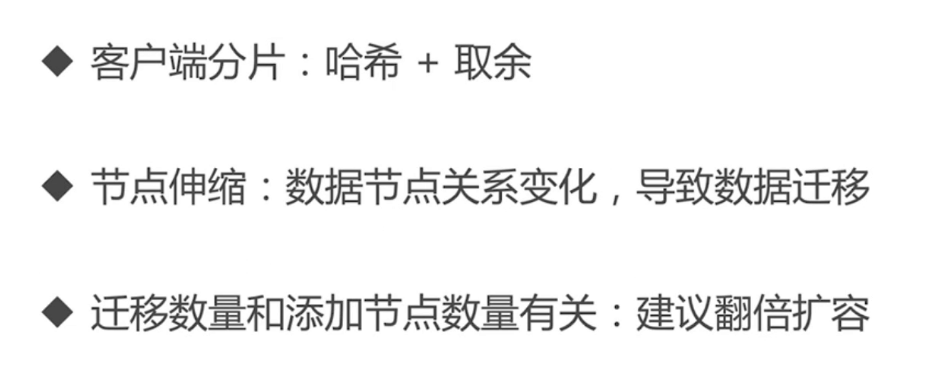 ◆ 客户端分片：哈希 + 取余
◆ 节点伸缩：数据节点关系变化，导致数据迁移
◆ 迁移数量和添加节点数量有关：建议翻倍扩容